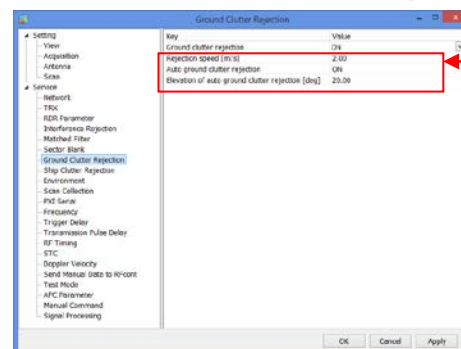 Ground Clutter Rejection
Setting
View
Acquisition
Antenna
Scan
Service
Network
TRX
RDR Parameter
Interference Rejection
Matched Filter
Sector Blank
Ground Clutter Rejection
Ship Clutter Rejection
Environment
Scan Collection
PXI Serial
Frequency
Trigger Delay
Transmission Pulse Delay
RF Timing
STC
Doppler Velocity
Send Manual Data to RFcont
Test Mode
AFC Parameter
Manual Command
Signal Processing
Key Value
Ground clutter rejection ON
Rejection speed [m/s] 2.00
Auto ground clutter rejection ON
Elevation of auto ground clutter rejection [deg] 20.00
OK Cancel Apply